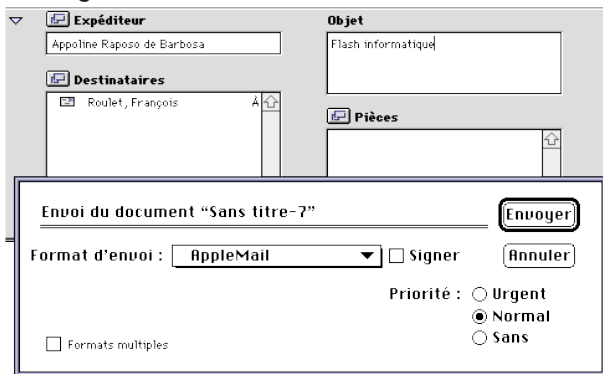 Expéditeur
Appoline Raposo de Barbosa
Objet
Flash informatique
Destinataires
Roulet, François À
Pièces
Envoi du document “Sans titre-7”
Envoyer
Format d'envoi : AppleMail Signer
Annuler
Priorité : Urgent
Normal
Sans
Formats multiples